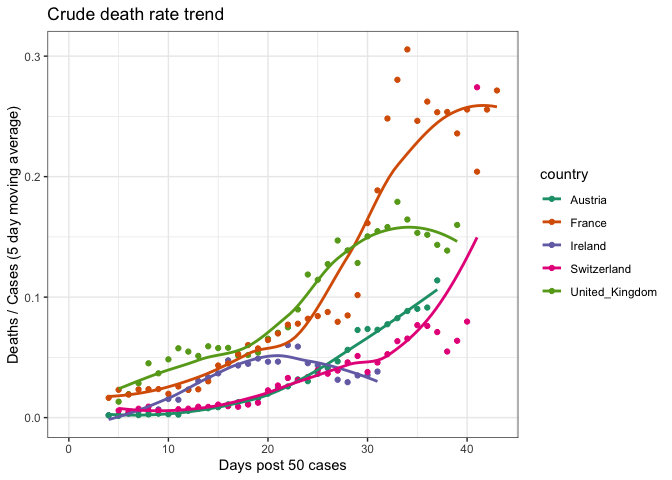 Crude death rate trend
Deaths / Cases (5 day moving average)
0.3
0.2
0.1
0.0
0
10
20
30
40
Days post 50 cases
country
Austria
France
Ireland
Switzerland
United_Kingdom